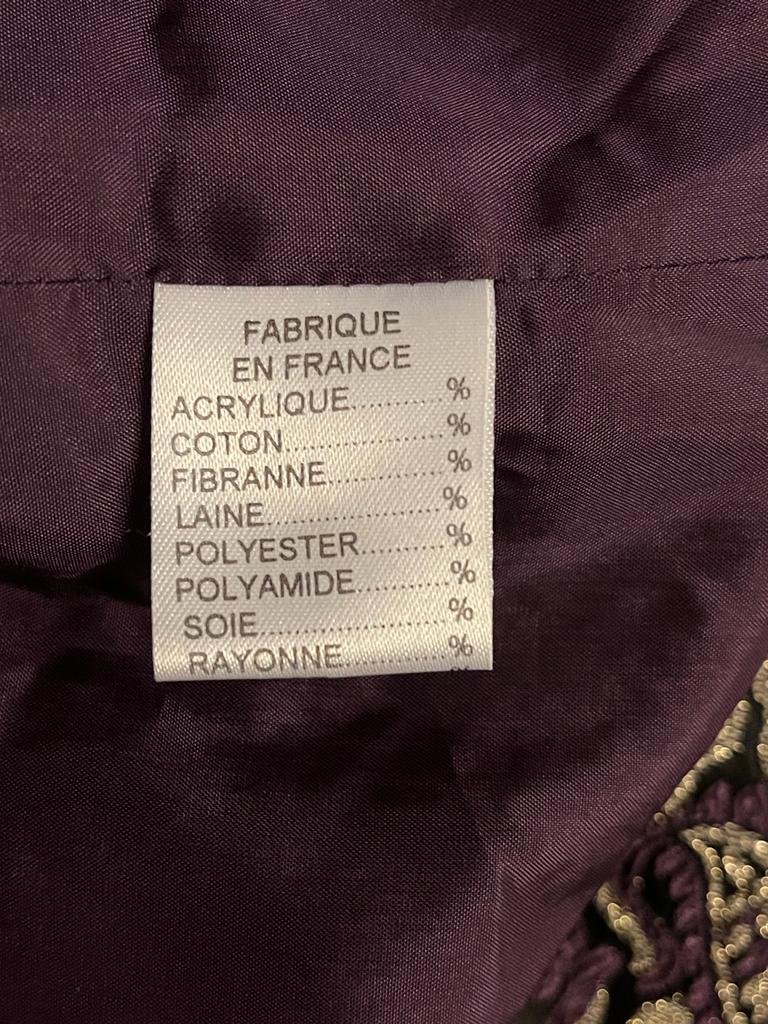 FABRIQUE
EN FRANCE
ACRYLIQUE...........%
COTON....................%
FIBRANNE..............%
LAINE......................%
POLYESTER..........%
POLYAMIDE...........%
SOIE.......................%
RAYONNE.............%